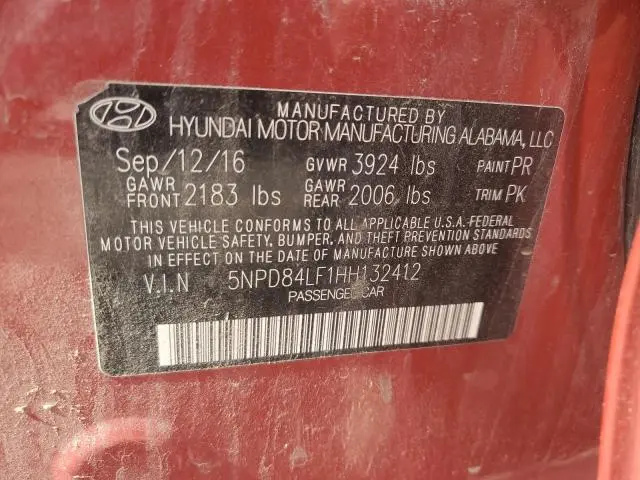 MANUFACTURED BY
HYUNDAI MOTOR MANUFACTURING ALABAMA, LLC
Sep/12/16 GVWR 3924 lbs PAINT PR
GAWR FRONT 2183 lbs GAWR REAR 2006 lbs TRIM PK
THIS VEHICLE CONFORMS TO ALL APPLICABLE U.S.A. FEDERAL
MOTOR VEHICLE SAFETY, BUMPER, AND THEFT PREVENTION STANDARDS
IN EFFECT ON THE DATE OF MANUFACTURE SHOWN ABOVE.
V.I.N 5NPD84LF1HH132412
PASSENGER CAR